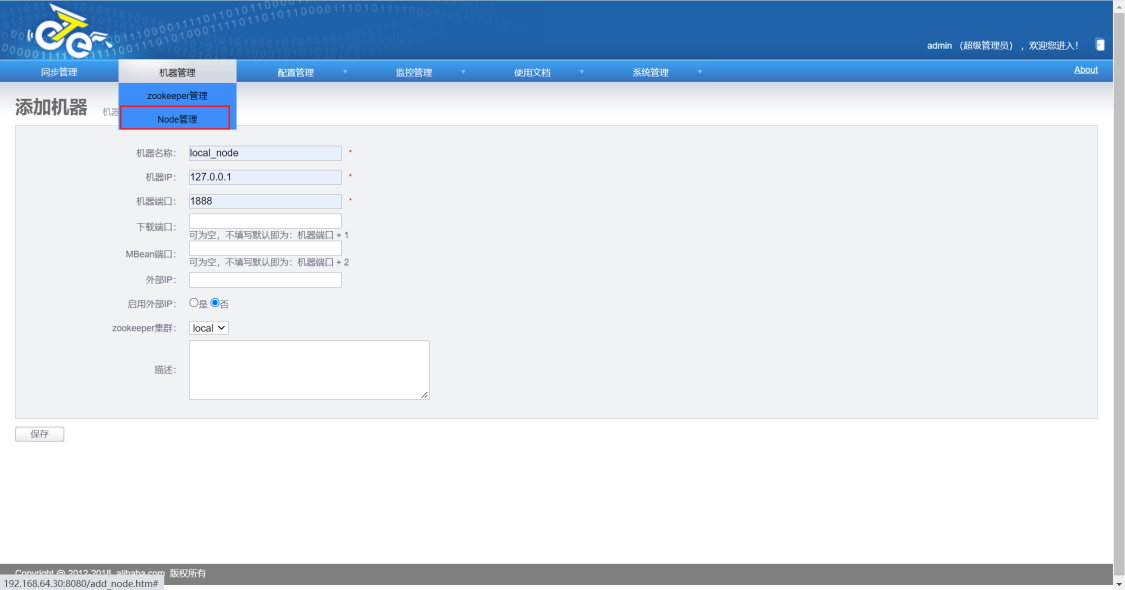 admin （超级管理员），欢迎您进入！
同步管理 机器管理 配置管理 监控管理 使用文档 系统管理 About
zookeeper管理
添加机器 机器
Node管理
机器名称： local_node *
机器IP： 127.0.0.1 *
机器端口： 1888 *
下载端口：
可为空，不填写默认即为：机器端口 + 1
MBean端口：
可为空，不填写默认即为：机器端口 + 2
外部IP：
启用外部IP： 是 否
zookeeper集群： local
描述：
保存
Copyright @ 2012-2018 alibaba.com 版权所有
192.168.64.30:8080/add_node.htm#